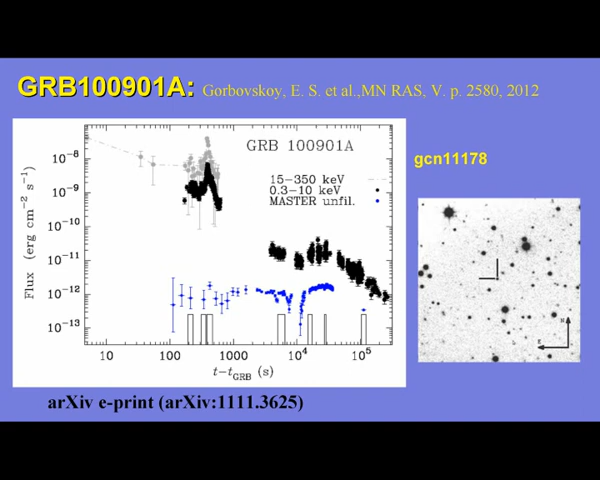 GRB100901A: Gorbovskoy, E. S. et al.,MN RAS, V. p. 2580, 2012
gcn11178
GRB 100901A
15−350 keV
0.3−10 keV
MASTER unfil.
Flux (erg cm⁻² s⁻¹)
10⁻⁸
10⁻⁹
10⁻¹⁰
10⁻¹¹
10⁻¹²
10⁻¹³
10 100 1000 10⁴ 10⁵
t−tGRB (s)
N
E
arXiv e-print (arXiv:1111.3625)